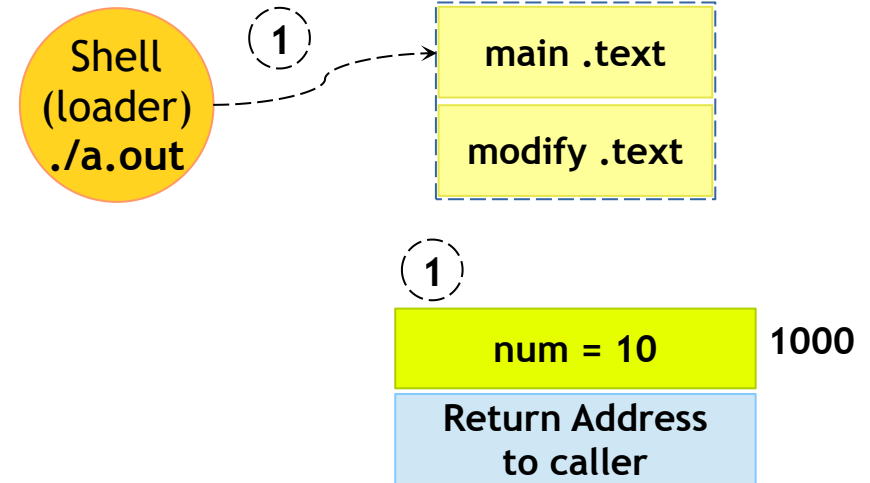 Shell
(loader)
./a.out
1
main .text
modify .text
1
num = 10
1000
Return Address
to caller